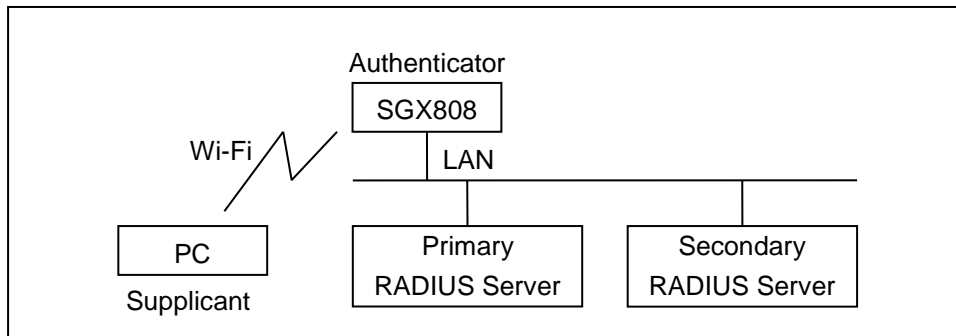 Authenticator
SGX808
Wi-Fi
LAN
PC
Supplicant
Primary
RADIUS Server
Secondary
RADIUS Server